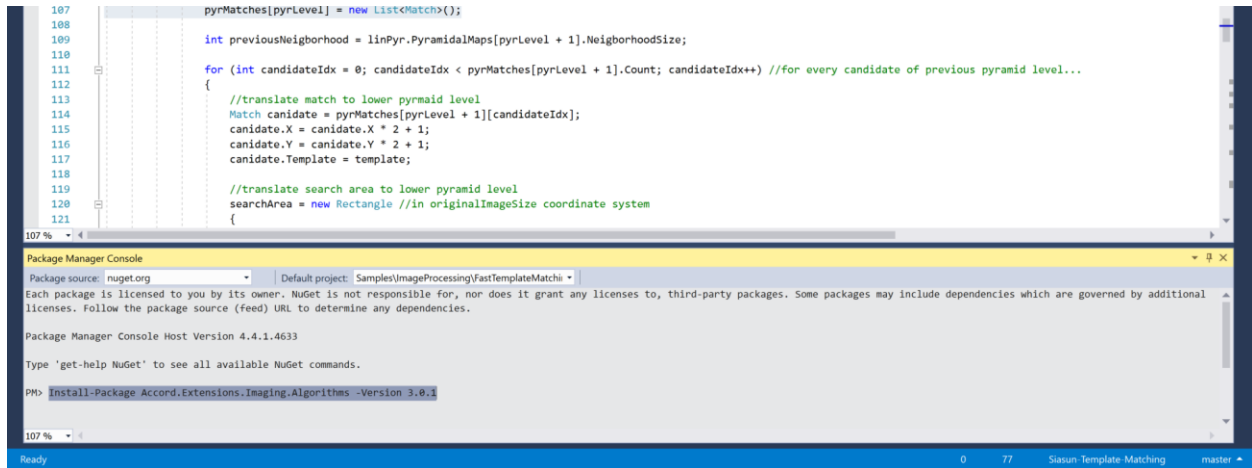 107 pyrMatches[pyrLevel] = new List<Match>();
108
109 int previousNeigborhood = linPyr.PyramidalMaps[pyrLevel + 1].NeigborhoodSize;
110
111 for (int candidateIdx = 0; candidateIdx < pyrMatches[pyrLevel + 1].Count; candidateIdx++) //for every candidate of previous pyramid level...
112 {
113 //translate match to lower pyrmaid level
114 Match canidate = pyrMatches[pyrLevel + 1][candidateIdx];
115 canidate.X = canidate.X * 2 + 1;
116 canidate.Y = canidate.Y * 2 + 1;
117 canidate.Template = template;
118
119 //translate search area to lower pyramid level
120 searchArea = new Rectangle //in originalImageSize coordinate system
121 {
107 %
Package Manager Console
Package source: nuget.org Default project: Samples\ImageProcessing\FastTemplateMatchi
Each package is licensed to you by its owner. NuGet is not responsible for, nor does it grant any licenses to, third-party packages. Some packages may include dependencies which are governed by additional
licenses. Follow the package source (feed) URL to determine any dependencies.
Package Manager Console Host Version 4.4.1.4633
Type 'get-help NuGet' to see all available NuGet commands.
PM> Install-Package Accord.Extensions.Imaging.Algorithms -Version 3.0.1
107 %
Ready 0 77 Siasun-Template-Matching master